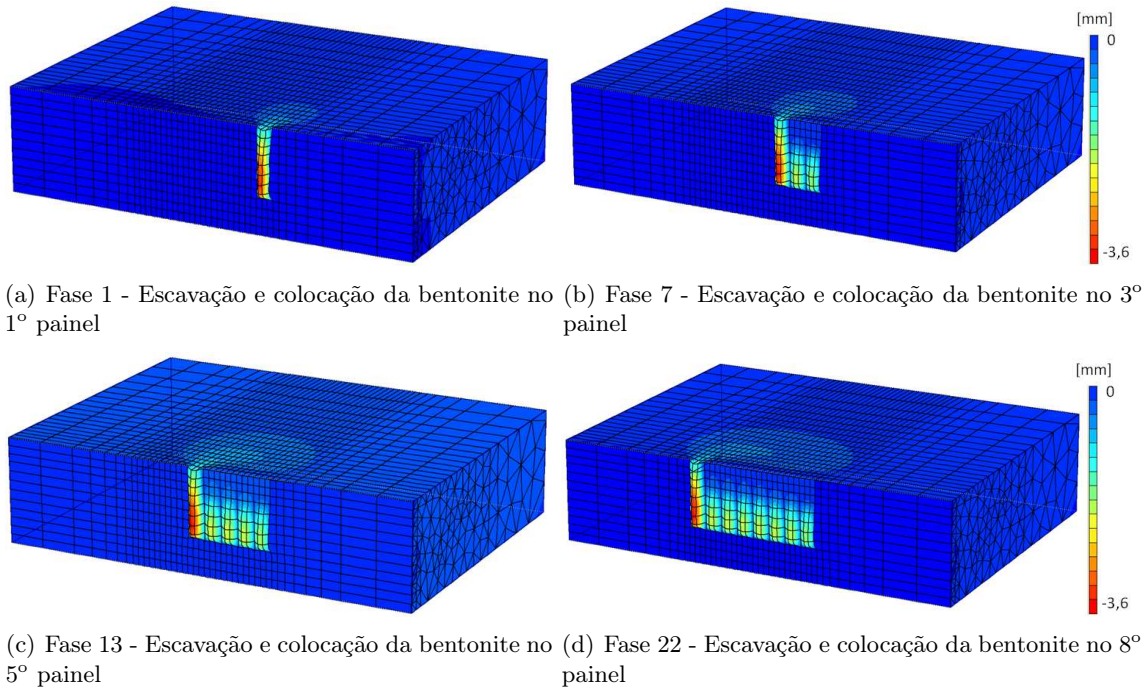 [mm]
0
-3,6
(a) Fase 1 - Escavação e colocação da bentonite no
1º painel
(b) Fase 7 - Escavação e colocação da bentonite no 3º
painel
[mm]
0
-3,6
(c) Fase 13 - Escavação e colocação da bentonite no
5º painel
(d) Fase 22 - Escavação e colocação da bentonite no 8º
painel